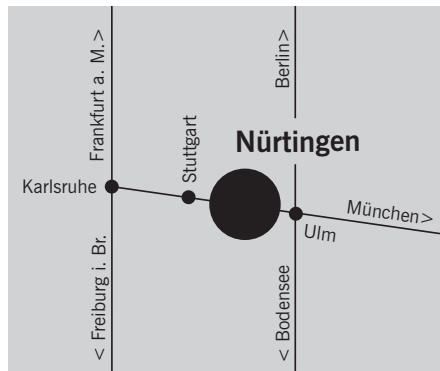 Frankfurt a. M.>
Berlin>
Stuttgart
Nürtingen
Karlsruhe
München>
Ulm
< Freiburg i. Br.
< Bodensee